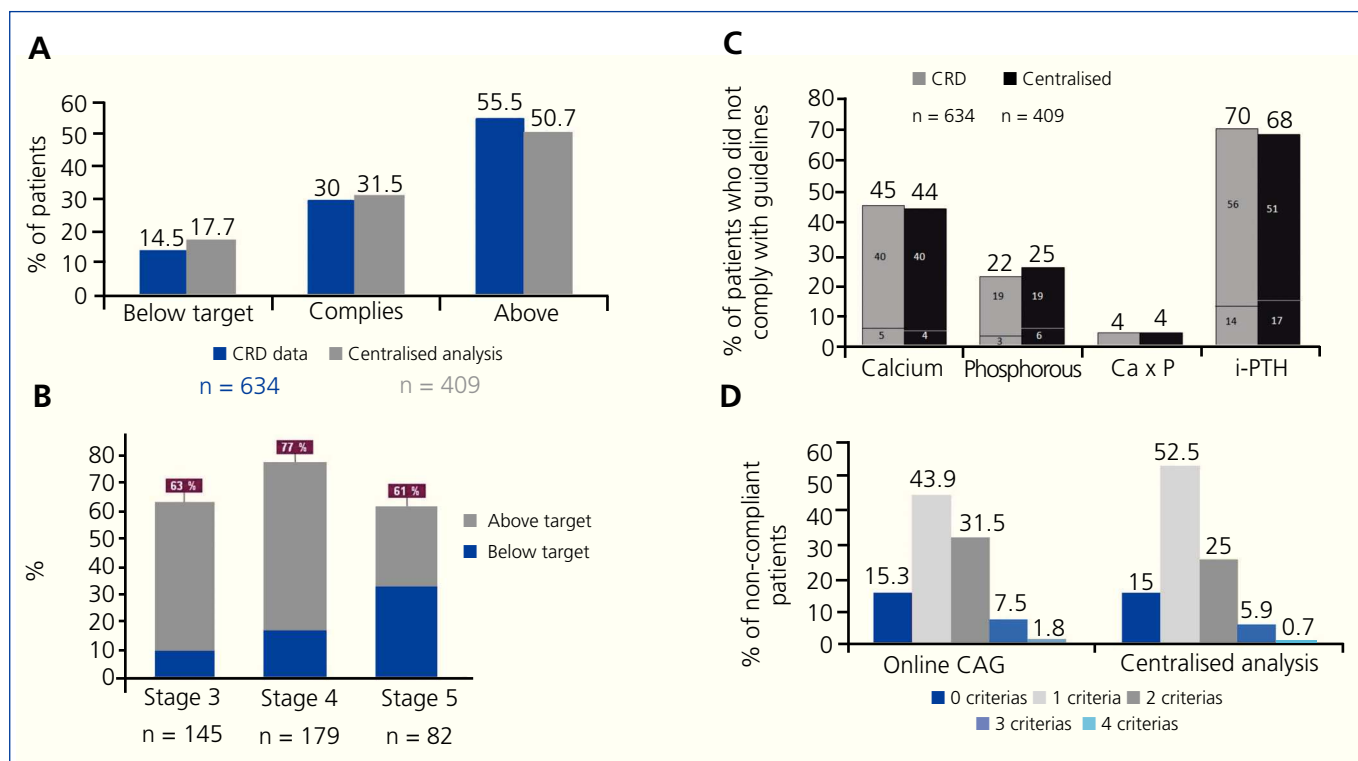 A
% of patients
60
50
40
30
20
10
0
14.5
17.7
30
31.5
55.5
50.7
Below target
Complies
Above
CRD data
Centralised analysis
n = 634
n = 409
B
%
80
70
60
50
40
30
20
10
0
63 %
77 %
61 %
Above target
Below target
Stage 3
Stage 4
Stage 5
n = 145
n = 179
n = 82
C
% of patients who did not
comply with guidelines
CRD
Centralised
n = 634
n = 409
80
70
60
50
40
30
20
10
0
45
44
40
40
5
4
22
25
19
19
3
6
4
4
70
68
56
51
14
17
Calcium
Phosphorous
Ca x P
i-PTH
D
% of non-compliant
patients
60
50
40
30
20
10
0
15.3
43.9
31.5
7.5
1.8
15
52.5
25
5.9
0.7
Online CAG
Centralised analysis
0 criterias
1 criteria
2 criterias
3 criterias
4 criterias